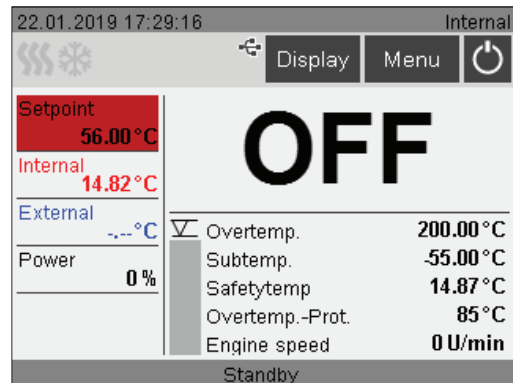 22.01.2019 17:29:16 Internal
Display Menu
Setpoint
56.00°C
OFF
Internal
14.82°C
External
-.--°C
Power
0 %
Overtemp. 200.00°C
Subtemp. -55.00°C
Safetytemp 14.87°C
Overtemp.-Prot. 85°C
Engine speed 0 U/min
Standby